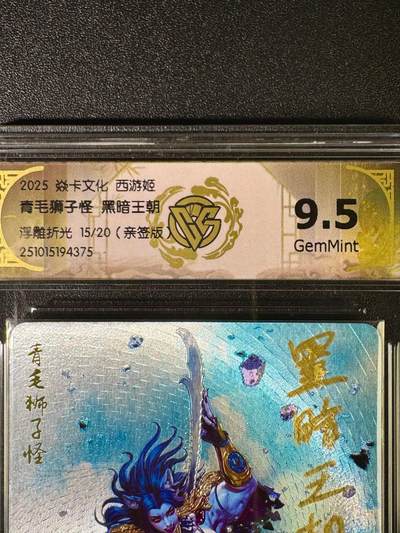 2025 焱卡文化 西游姬
青毛狮子怪 黑暗王朝
浮雕折光 15/20（亲签版）
251015194375
9.5
GemMint
青毛狮子怪
黑暗王朝